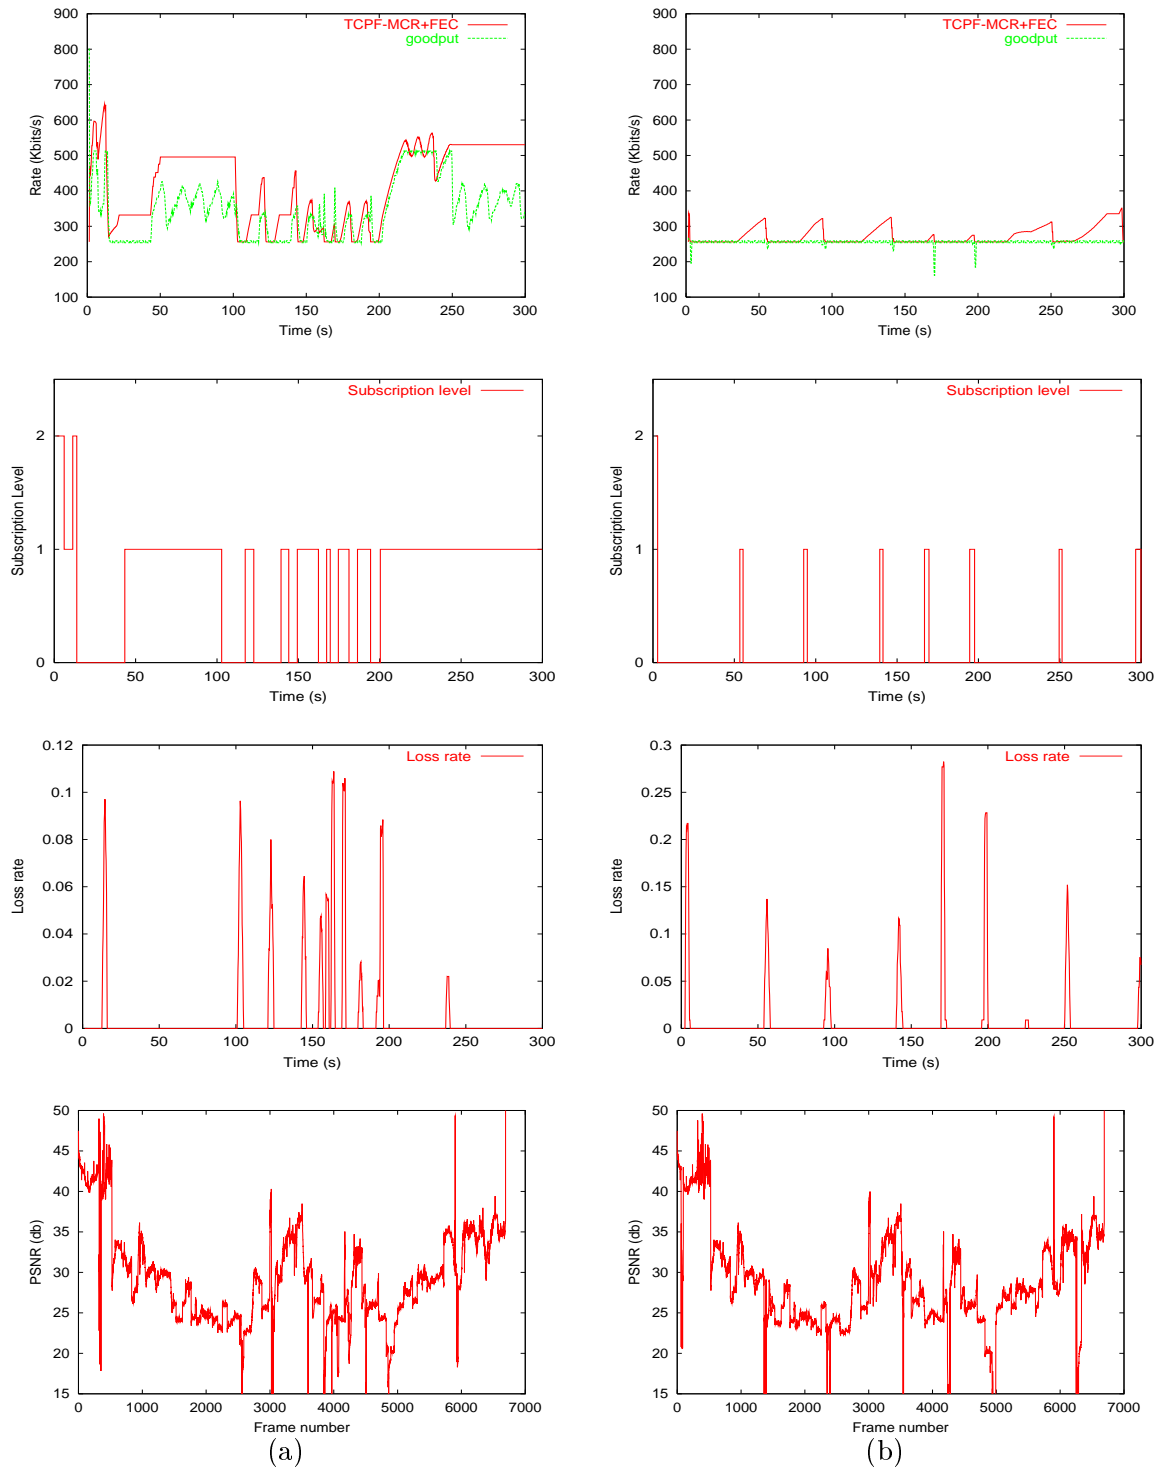 900
800
700
600
500
400
300
200
100
0 50 100 150 200 250 300
Rate (Kbits/s)
Time (s)
TCPF-MCR+FEC
goodput
900
800
700
600
500
400
300
200
100
0 50 100 150 200 250 300
Rate (Kbits/s)
Time (s)
TCPF-MCR+FEC
goodput
2
1
0
0 50 100 150 200 250 300
Subscription Level
Time (s)
Subscription level
2
1
0
0 50 100 150 200 250 300
Subscription Level
Time (s)
Subscription level
0.12
0.1
0.08
0.06
0.04
0.02
0
0 50 100 150 200 250 300
Loss rate
Time (s)
Loss rate
0.3
0.25
0.2
0.15
0.1
0.05
0
0 50 100 150 200 250 300
Loss rate
Time (s)
Loss rate
50
45
40
35
30
25
20
15
0 1000 2000 3000 4000 5000 6000 7000
PSNR (db)
Frame number
(a)
50
45
40
35
30
25
20
15
0 1000 2000 3000 4000 5000 6000 7000
PSNR (db)
Frame number
(b)